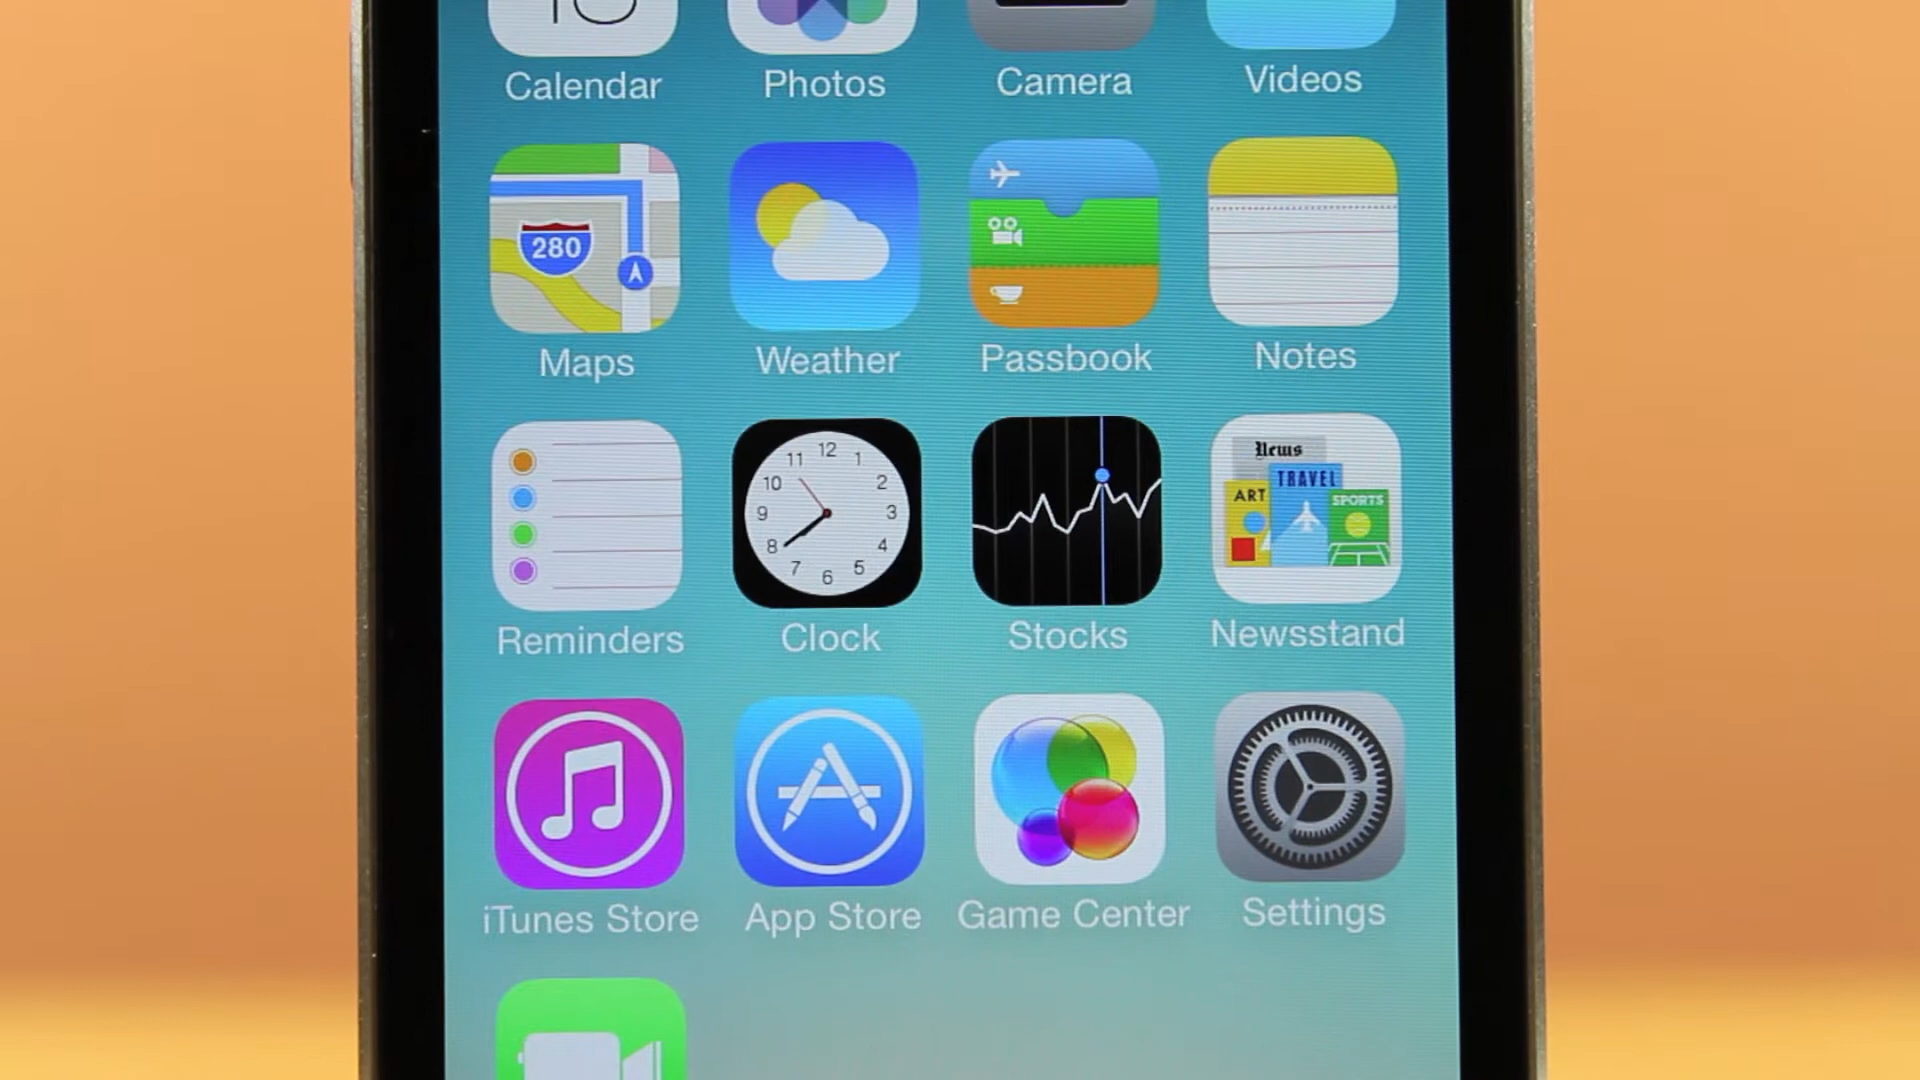 Calendar Photos Camera Videos
280
Maps Weather Passbook Notes
12
11 1
10 2
9 3
8 4
7 5
6
News
TRAVEL
ART SPORTS
Reminders Clock Stocks Newsstand
iTunes Store App Store Game Center Settings